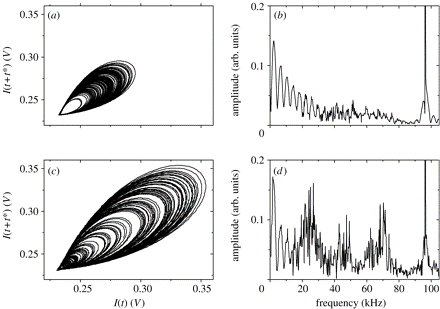 (a)
0.35
0.30
0.25
I(t+t*) (V)
(b)
0.2
0.1
0
amplitude (arb. units)
(c)
0.35
0.30
0.25
I(t+t*) (V)
0.25 0.30 0.35
I(t) (V)
(d)
0.2
0.1
0
amplitude (arb. units)
20 40 60 80 100
frequency (kHz)